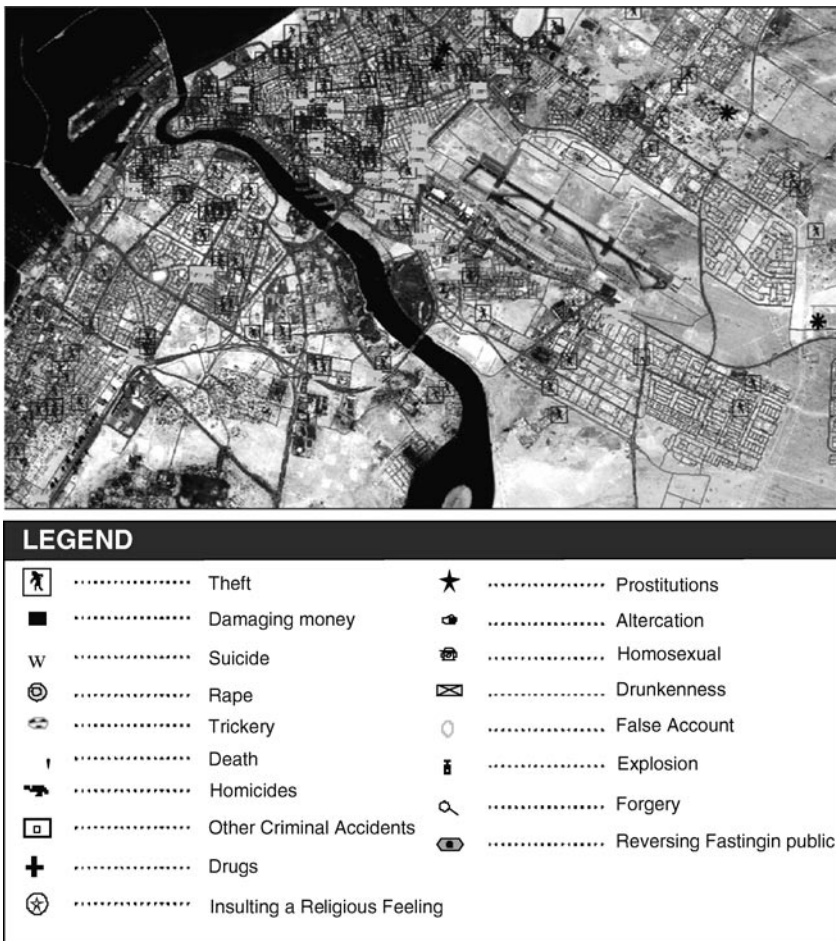 LEGEND
Theft
Damaging money
w Suicide
Rape
Trickery
Death
Homicides
Other Criminal Accidents
Drugs
Insulting a Religious Feeling
Prostitutions
Altercation
Homosexual
Drunkenness
False Account
Explosion
Forgery
Reversing Fastingin public